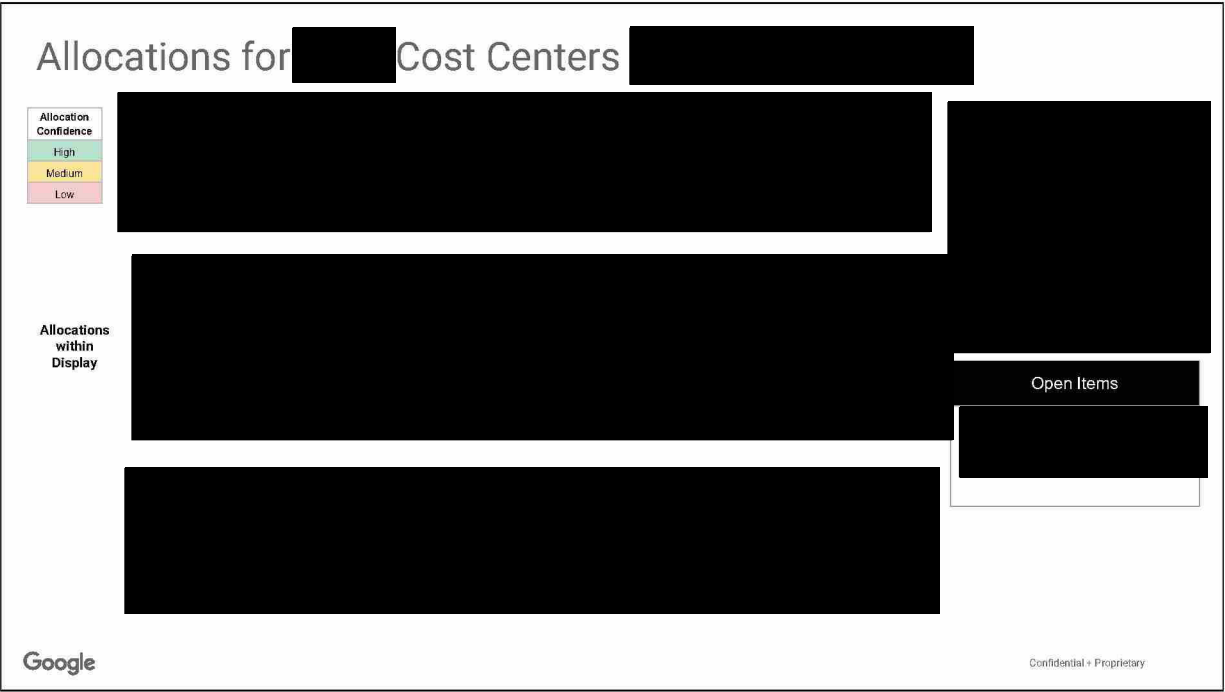 Allocations for Cost Centers
Allocation
Confidence
High
Medium
Low
Allocations
within
Display
Open Items
Google
Confidential + Proprietary